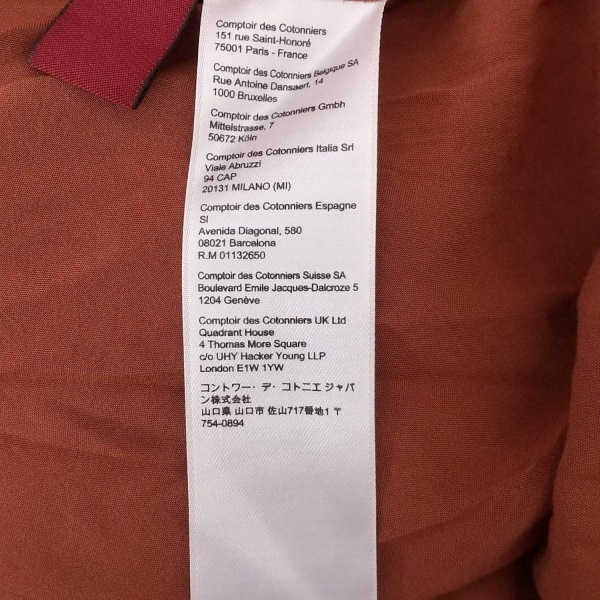 Comptoir des Cotonniers
151 rue Saint-Honoré
75001 Paris - France
Comptoir des Cotonniers Belgique SA
Rue Antoine Dansaert, 14
1000 Bruxelles
Comptoir des Cotonniers Gmbh
Mittelstrasse, 7
50672 Köln
Comptoir des Cotonniers Italia Srl
Viale Abruzzi
94 CAP
20131 MILANO (MI)
Comptoir des Cotonniers Espagne
Sl
Avenida Diagonal, 580
08021 Barcelona
R.M 01132650
Comptoir des Cotonniers Suisse SA
Boulevard Emile Jacques-Dalcroze 5
1204 Genève
Comptoir des Cotonniers UK Ltd
Quadrant House
4 Thomas More Square
c/o UHY Hacker Young LLP
London E1W 1YW
コントワー・デ・コトニエ ジャパ
ン株式会社
山口県 山口市 佐山717番地1 〒
754-0894